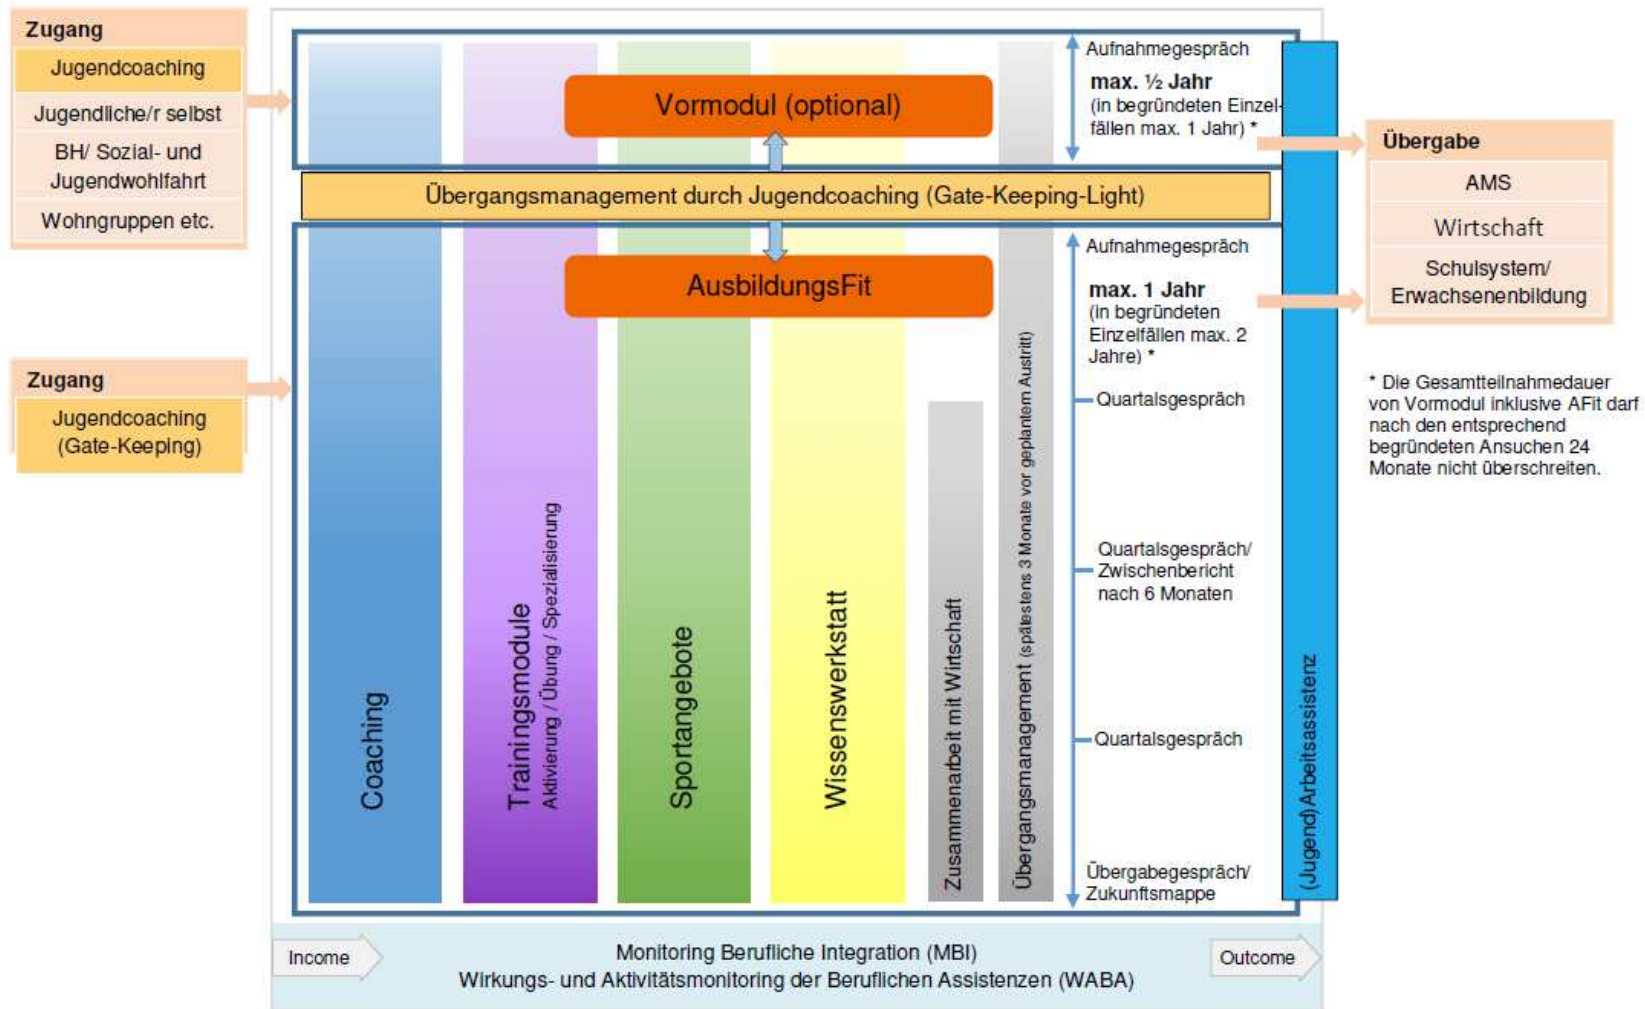 Zugang
Jugendcoaching
Jugendliche/r selbst
BH/ Sozial- und
Jugendwohlfahrt
Wohngruppen etc.
Zugang
Jugendcoaching
(Gate-Keeping)
Vormodul (optional)
Übergangsmanagement durch Jugendcoaching (Gate-Keeping-Light)
AusbildungsFit
Coaching
Trainingsmodule
Aktivierung / Übung / Spezialisierung
Sportangebote
Wissenswerkstatt
Zusammenarbeit mit Wirtschaft
Übergangsmanagement (spätestens 3 Monate vor geplantem Austritt)
Aufnahmegespräch
max. ½ Jahr
(in begründeten Einzel-
fällen max. 1 Jahr) *
Aufnahmegespräch
max. 1 Jahr
(in begründeten
Einzelfällen max. 2
Jahre) *
Quartalsgespräch
Quartalsgespräch/
Zwischenbericht
nach 6 Monaten
Quartalsgespräch
Übergabegespräch/
Zukunftsmappe
(Jugend)Arbeitsassistenz
Übergabe
AMS
Wirtschaft
Schulsystem/
Erwachsenenbildung
* Die Gesamtteilnahmedauer
von Vormodul inklusive AFit darf
nach den entsprechend
begründeten Ansuchen 24
Monate nicht überschreiten.
Income
Monitoring Berufliche Integration (MBI)
Wirkungs- und Aktivitätsmonitoring der Beruflichen Assistenzen (WABA)
Outcome